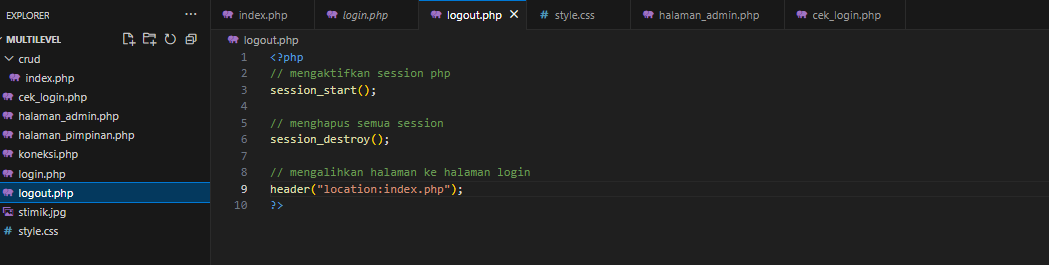 EXPLORER
···
MULTILEVEL
crud
index.php
cek_login.php
halaman_admin.php
halaman_pimpinan.php
koneksi.php
login.php
logout.php
stimik.jpg
# style.css
index.php
login.php
logout.php
# style.css
halaman_admin.php
cek_login.php
logout.php
1 <?php
2 // mengaktifkan session php
3 session_start();
4
5 // menghapus semua session
6 session_destroy();
7
8 // mengalihkan halaman ke halaman login
9 header("location:index.php");
10 ?>